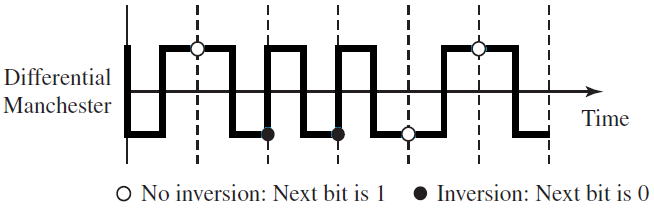 Differential
Manchester
Time
No inversion: Next bit is 1
Inversion: Next bit is 0